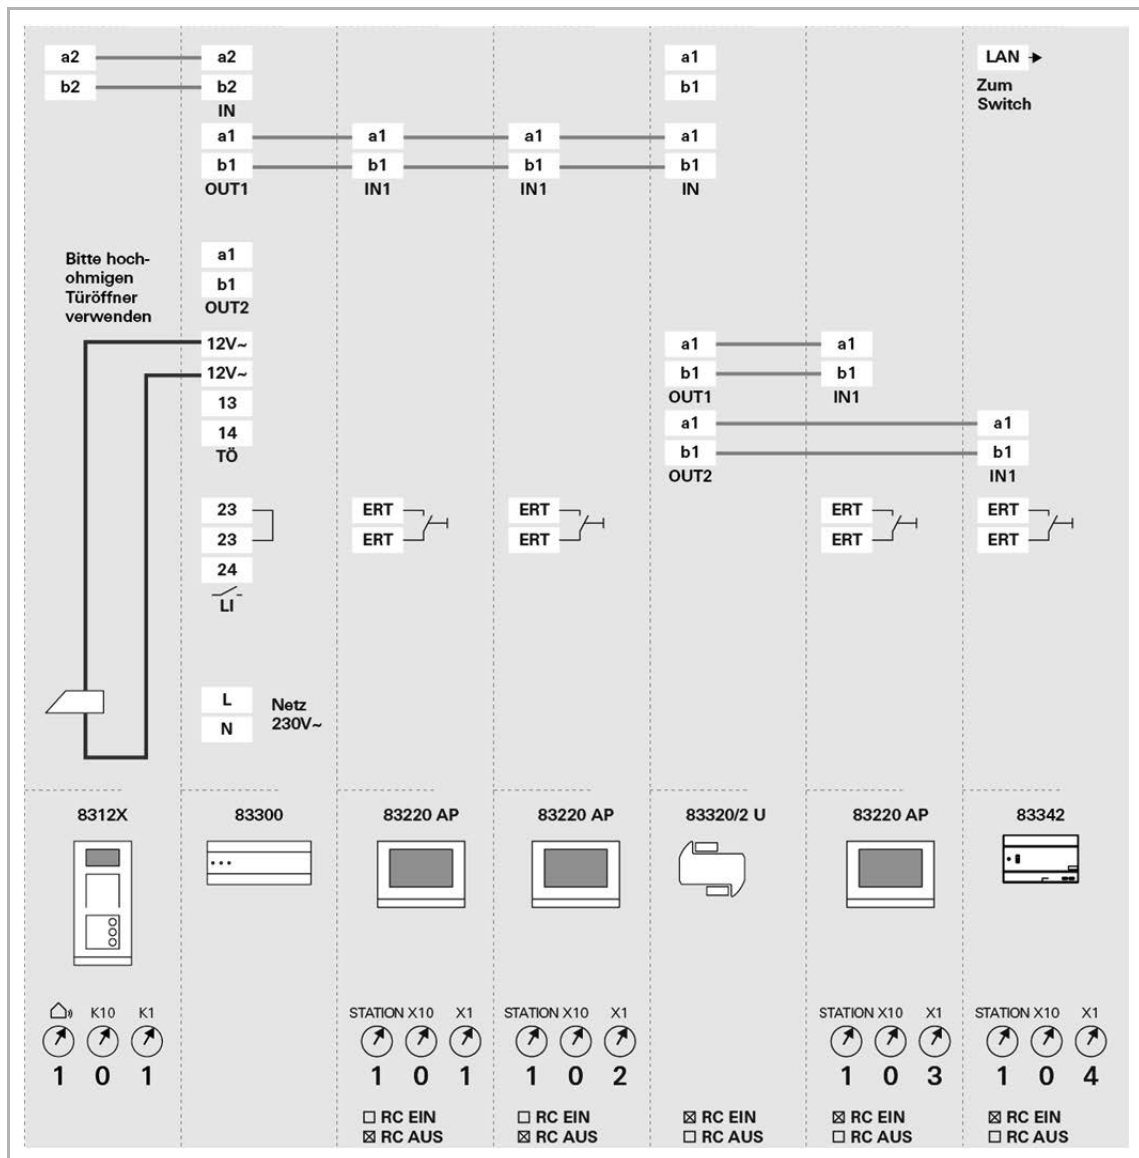 a2 a2 a1 LAN
b2 b2 b1 Zum
IN Switch
a1 a1 a1 a1
b1 b1 b1 b1
OUT1 IN1 IN1 IN
a1
Bitte hoch-
ohmigen b1
Türöffner OUT2
verwenden
12V~ a1 a1
12V~ b1 b1
13 OUT1 IN1
14 a1 a1
TÖ b1 b1
OUT2 IN1
23 ERT ERT ERT ERT
23 ERT ERT ERT ERT
24
LI
L Netz
N 230V~
8312X 83300 83220 AP 83220 AP 83320/2 U 83220 AP 83342
K10 K1 STATION X10 X1 STATION X10 X1 STATION X10 X1 STATION X10 X1
1 0 1 1 0 1 1 0 2 1 0 3 1 0 4
RC EIN RC EIN RC EIN RC EIN RC EIN
RC AUS RC AUS RC AUS RC AUS RC AUS